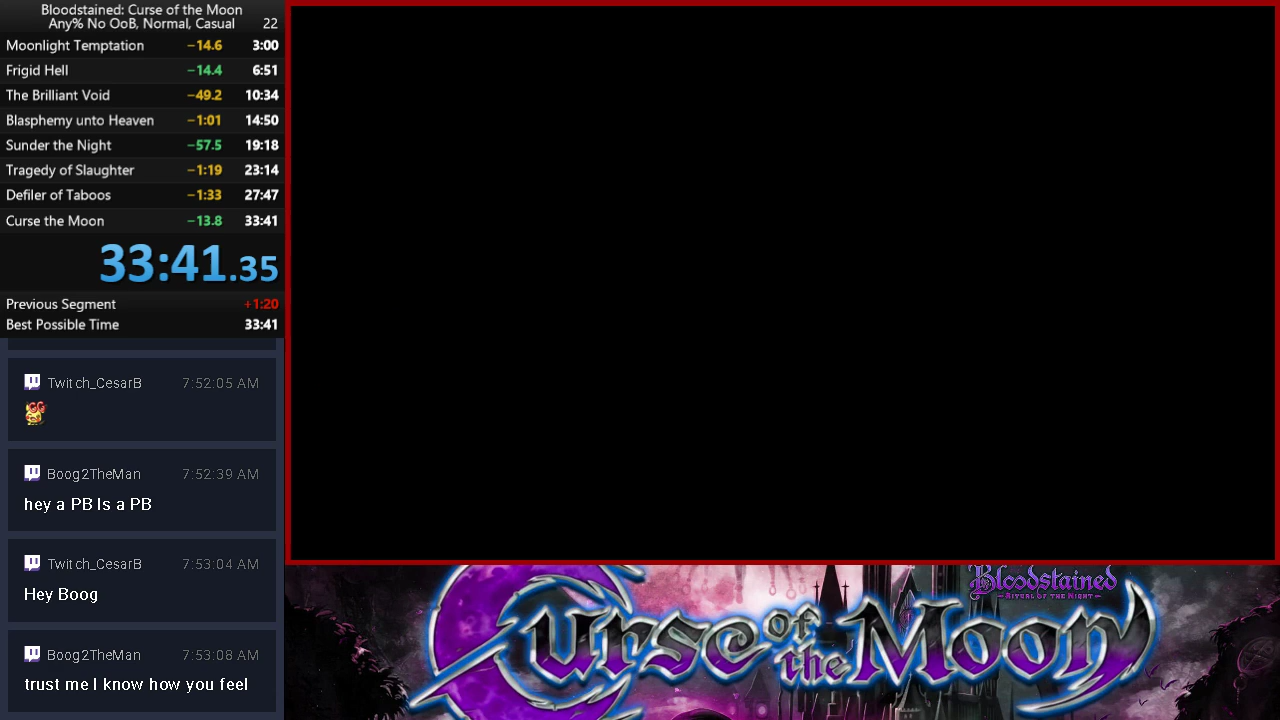 Bloodstained: Curse of the Moon
Any% No OoB, Normal, Casual 22
Moonlight Temptation −14.6 3:00
Frigid Hell −14.4 6:51
The Brilliant Void −49.2 10:34
Blasphemy unto Heaven −1:01 14:50
Sunder the Night −57.5 19:18
Tragedy of Slaughter −1:19 23:14
Defiler of Taboos −1:33 27:47
Curse the Moon −13.8 33:41
33:41.35
Previous Segment +1:20
Best Possible Time 33:41
Twitch_CesarB 7:52:05 AM
Boog2TheMan 7:52:39 AM
hey a PB Is a PB
Twitch_CesarB 7:53:04 AM
Hey Boog
Boog2TheMan 7:53:08 AM
trust me I know how you feel
Bloodstained
RITUAL OF THE NIGHT
Curse of the Moon